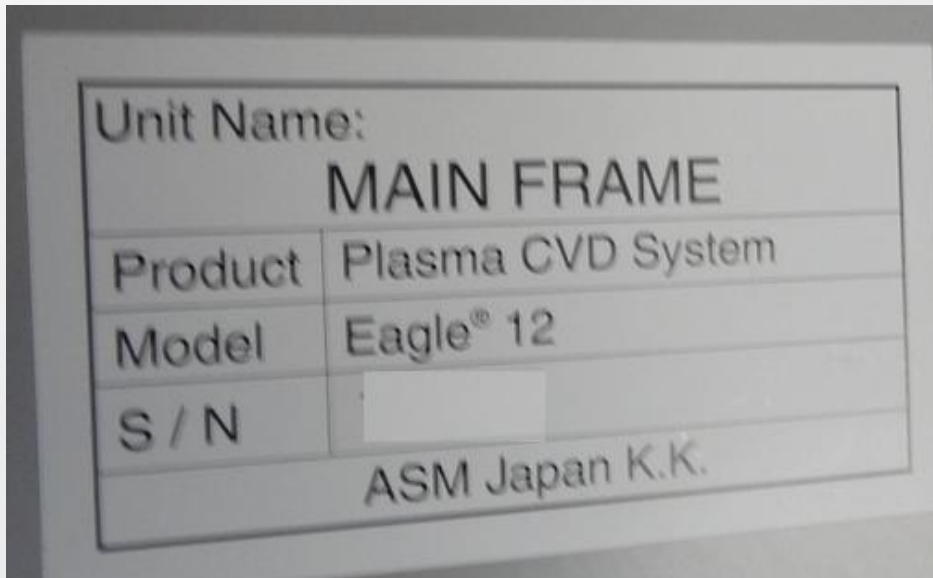 Unit Name:
MAIN FRAME
Product Plasma CVD System
Model Eagle® 12
S / N
ASM Japan K.K.